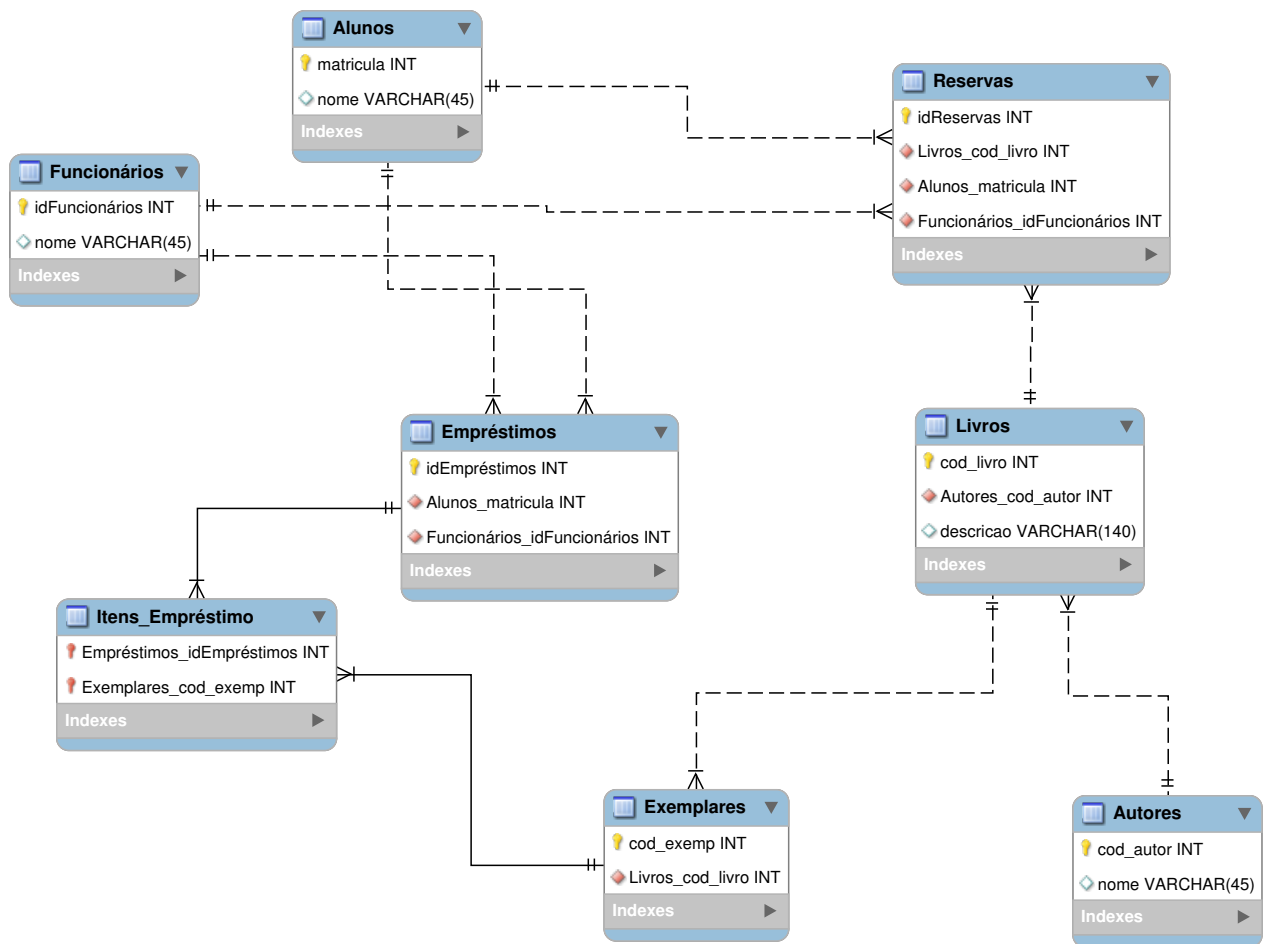 Alunos
matricula INT
nome VARCHAR(45)
Indexes
Reservas
idReservas INT
Livros_cod_livro INT
Alunos_matricula INT
Funcionários_idFuncionários INT
Indexes
Funcionários
idFuncionários INT
nome VARCHAR(45)
Indexes
Empréstimos
idEmpréstimos INT
Alunos_matricula INT
Funcionários_idFuncionários INT
Indexes
Livros
cod_livro INT
Autores_cod_autor INT
descricao VARCHAR(140)
Indexes
Itens_Empréstimo
Empréstimos_idEmpréstimos INT
Exemplares_cod_exemp INT
Indexes
Exemplares
cod_exemp INT
Livros_cod_livro INT
Indexes
Autores
cod_autor INT
nome VARCHAR(45)
Indexes